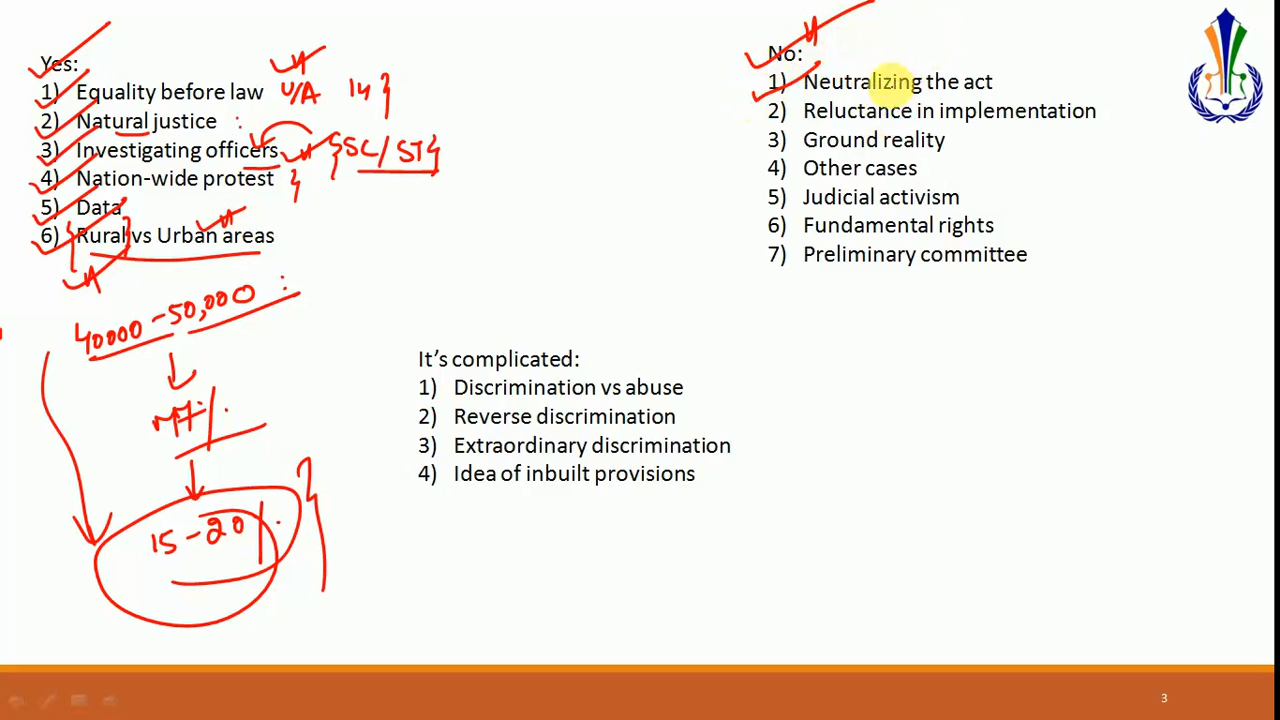 Yes:
1) Equality before law U/A 14 }
2) Natural justice :
3) Investigating officers {SC/ST}
4) Nation-wide protest }
5) Data
6) Rural vs Urban areas
40000 - 50,000 :
15 - 20%
No:
1) Neutralizing the act
2) Reluctance in implementation
3) Ground reality
4) Other cases
5) Judicial activism
6) Fundamental rights
7) Preliminary committee
It’s complicated:
1) Discrimination vs abuse
2) Reverse discrimination
3) Extraordinary discrimination
4) Idea of inbuilt provisions
3